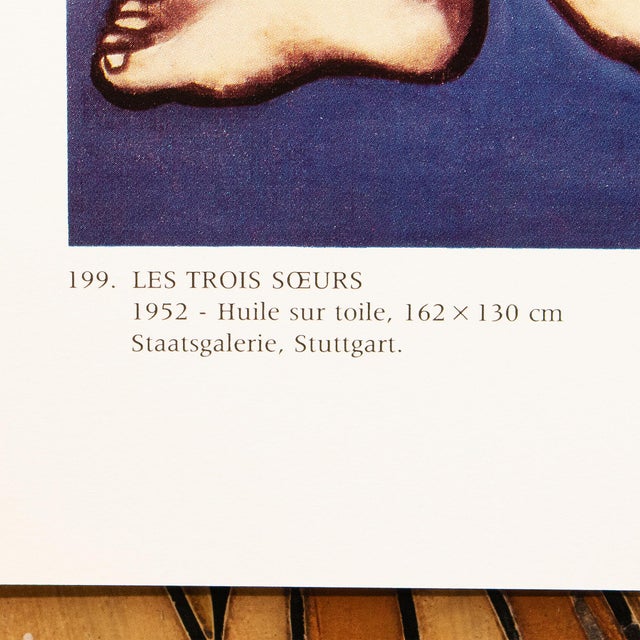 199. LES TROIS SŒURS
1952 - Huile sur toile, 162 × 130 cm
Staatsgalerie, Stuttgart.